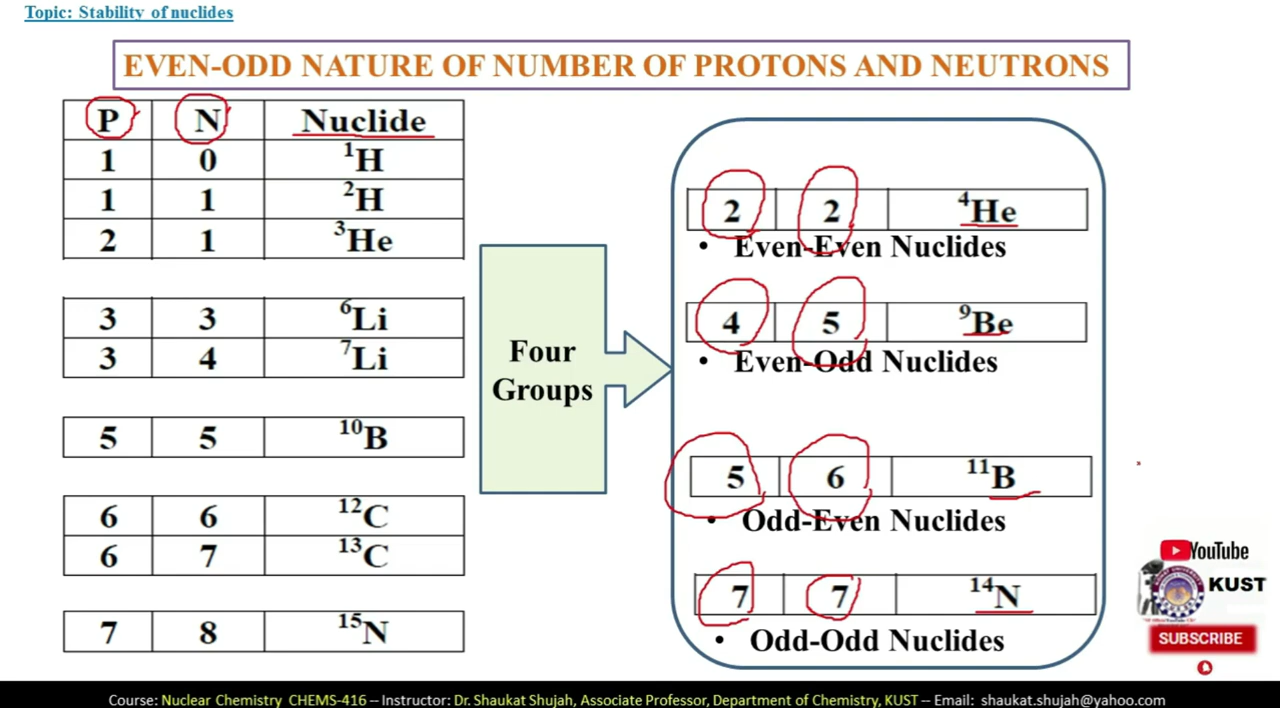 Topic: Stability of nuclides
EVEN-ODD NATURE OF NUMBER OF PROTONS AND NEUTRONS
P N Nuclide
1 0 ¹H
1 1 ²H
2 1 ³He
3 3 ⁶Li
3 4 ⁷Li
5 5 ¹⁰B
6 6 ¹²C
6 7 ¹³C
7 8 ¹⁵N
Four
Groups
2 2 ⁴He
• Even-Even Nuclides
4 5 ⁹Be
• Even-Odd Nuclides
5 6 ¹¹B
• Odd-Even Nuclides
7 7 ¹⁴N
• Odd-Odd Nuclides
YouTube
KUST
SUBSCRIBE
Course: Nuclear Chemistry CHEMS-416 -- Instructor: Dr. Shaukat Shujah, Associate Professor, Department of Chemistry, KUST -- Email: shaukat.shujah@yahoo.com